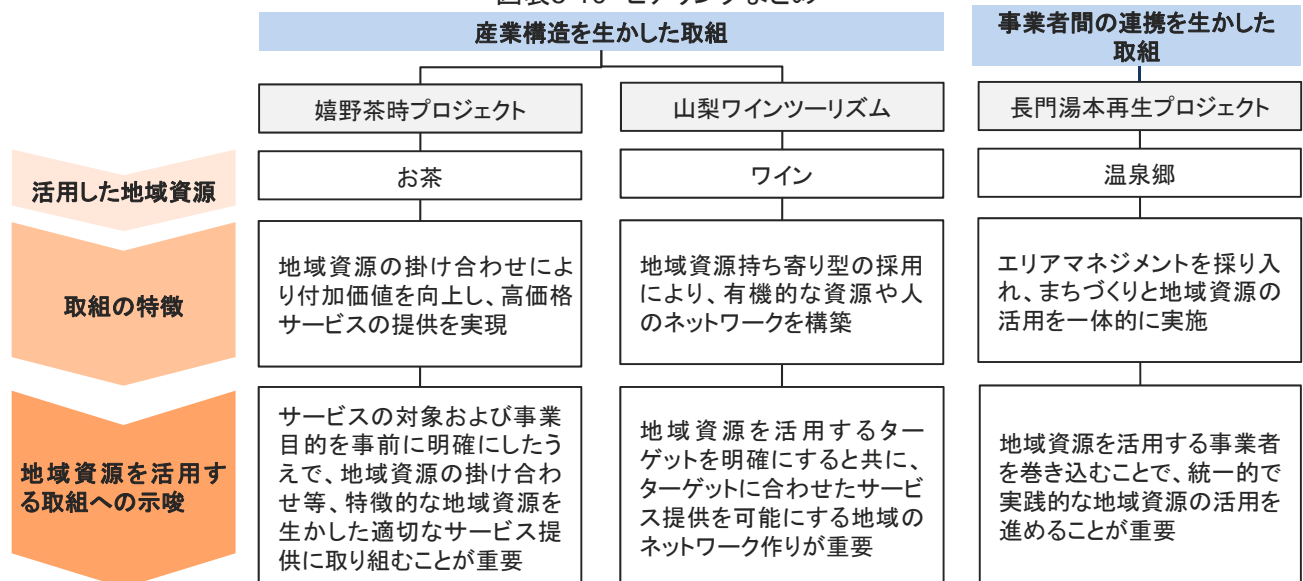 産業構造を生かした取組
事業者間の連携を生かした
取組
嬉野茶時プロジェクト
山梨ワインツーリズム
長門湯本再生プロジェクト
活用した地域資源
お茶
ワイン
温泉郷
取組の特徴
地域資源の掛け合わせによ
り付加価値を向上し、高価格
サービスの提供を実現
地域資源持ち寄り型の採用
により、有機的な資源や人
のネットワークを構築
エリアマネジメントを採り入
れ、まちづくりと地域資源の
活用を一体的に実施
地域資源を活用す
る取組への示唆
サービスの対象および事業
目的を事前に明確にしたう
えで、地域資源の掛け合わ
せ等、特徴的な地域資源を
生かした適切なサービス提
供に取り組むことが重要
地域資源を活用するター
ゲットを明確にすると共に、
ターゲットに合わせたサービ
ス提供を可能にする地域の
ネットワーク作りが重要
地域資源を活用する事業者
を巻き込むことで、統一的で
実践的な地域資源の活用を
進めることが重要